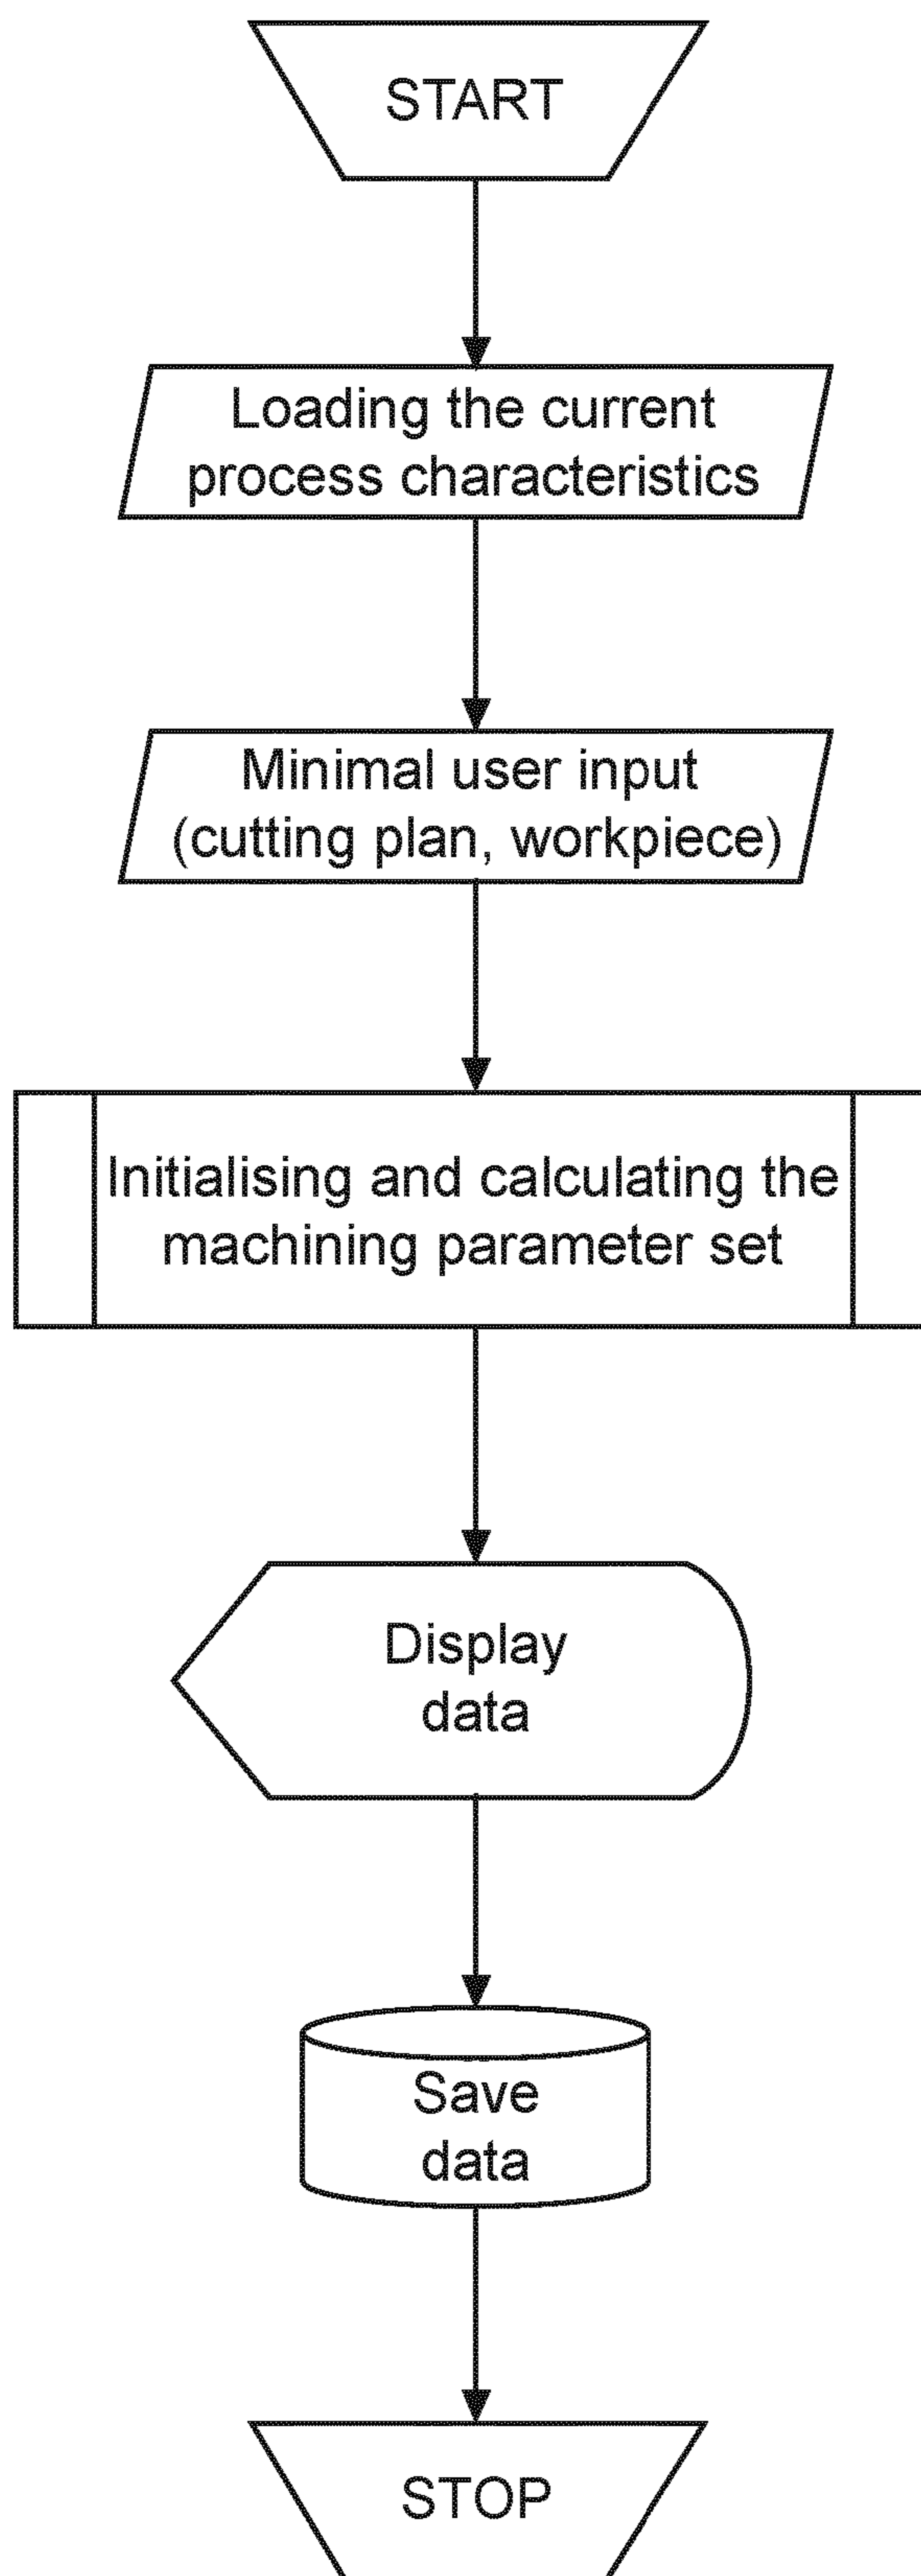 START
Loading the current
process characteristics
Minimal user input
(cutting plan, workpiece)
Initialising and calculating the
machining parameter set
Display
data
Save
data
STOP